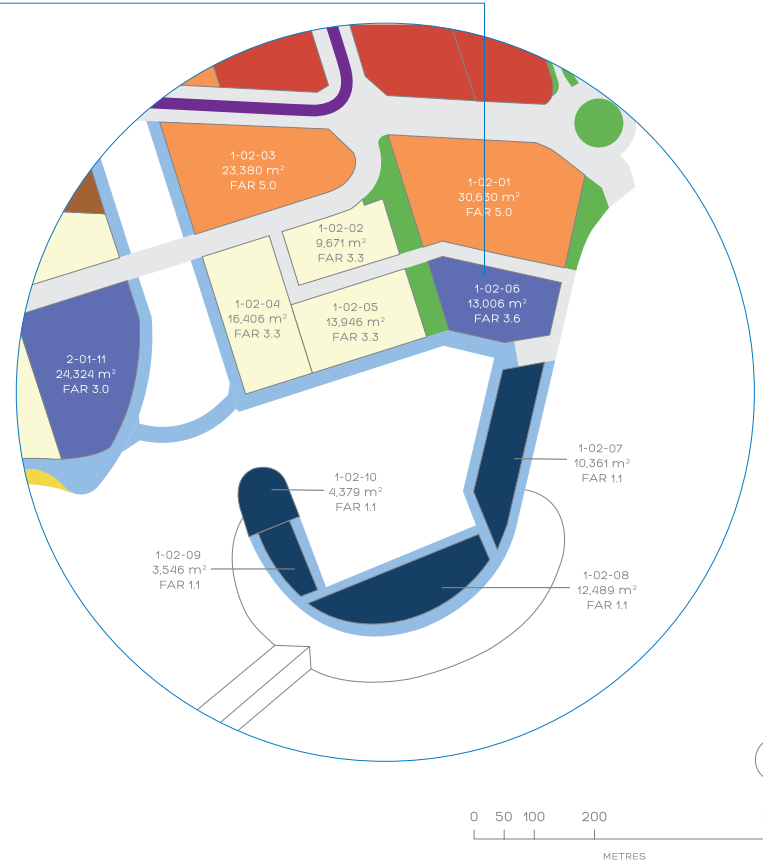 1-02-03
23,380 m²
FAR 5.0
1-02-01
30,630 m²
FAR 5.0
1-02-02
9,671 m²
FAR 3.3
1-02-04
16,406 m²
FAR 3.3
1-02-05
13,946 m²
FAR 3.3
1-02-06
13,006 m²
FAR 3.6
2-01-11
24,324 m²
FAR 3.0
1-02-07
10,361 m²
FAR 1.1
1-02-10
4,379 m²
FAR 1.1
1-02-09
3,546 m²
FAR 1.1
1-02-08
12,489 m²
FAR 1.1
0 50 100 200
METRES